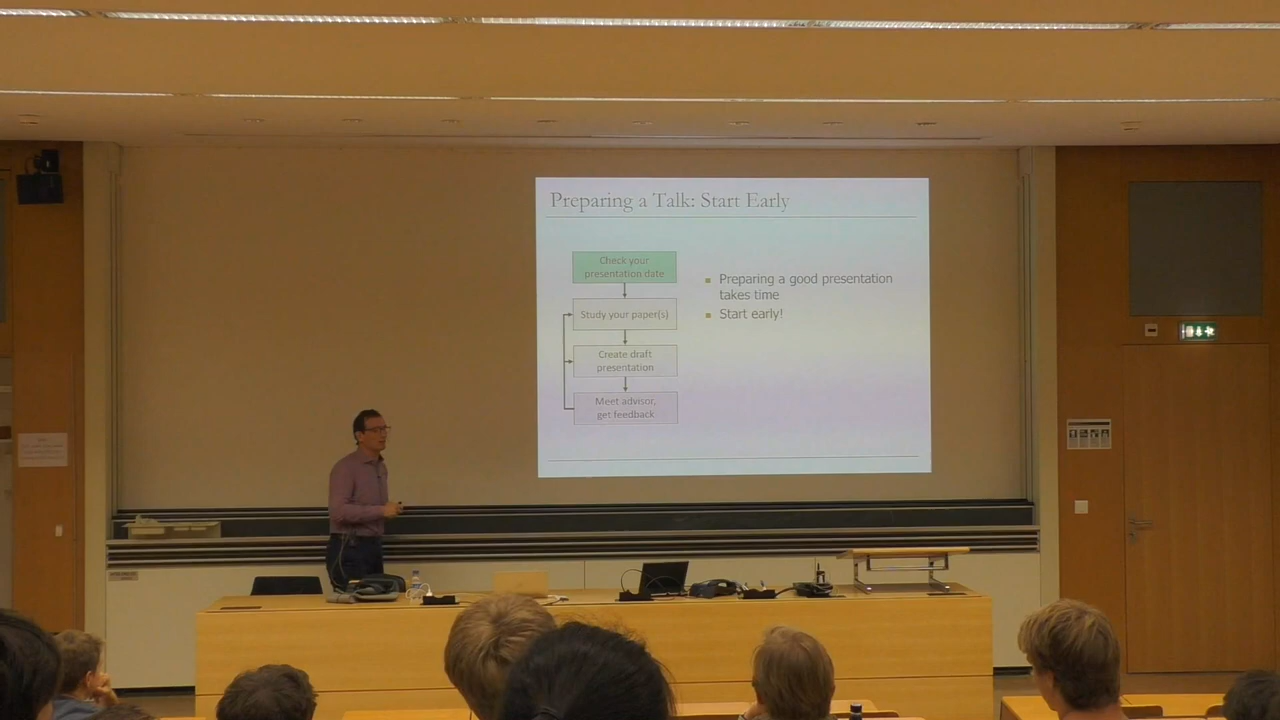 Preparing a Talk: Start Early
Check your
presentation date
Study your paper(s)
Create draft
presentation
Meet advisor,
get feedback
Preparing a good presentation
takes time
Start early!